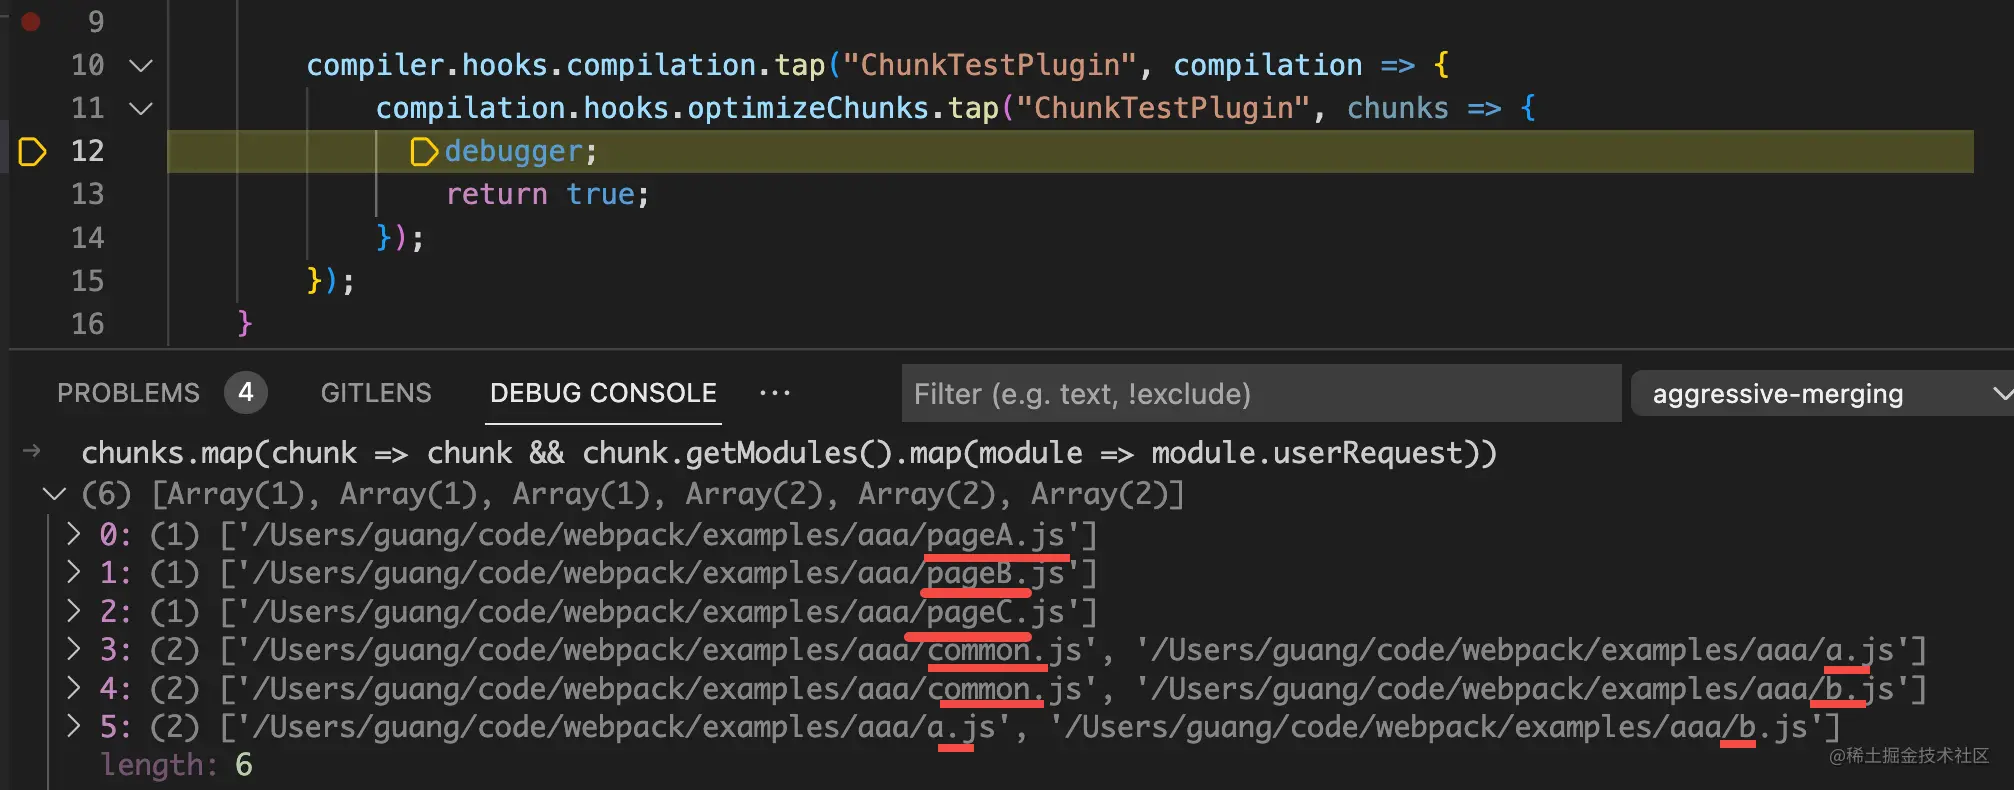 9
10 compiler.hooks.compilation.tap("ChunkTestPlugin", compilation => {
11 compilation.hooks.optimizeChunks.tap("ChunkTestPlugin", chunks => {
12 debugger;
13 return true;
14 });
15 });
16 }
PROBLEMS 4 GITLENS DEBUG CONSOLE ··· Filter (e.g. text, !exclude) aggressive-merging
→ chunks.map(chunk => chunk && chunk.getModules().map(module => module.userRequest))
(6) [Array(1), Array(1), Array(1), Array(2), Array(2), Array(2)]
0: (1) ['/Users/guang/code/webpack/examples/aaa/pageA.js']
1: (1) ['/Users/guang/code/webpack/examples/aaa/pageB.js']
2: (1) ['/Users/guang/code/webpack/examples/aaa/pageC.js']
3: (2) ['/Users/guang/code/webpack/examples/aaa/common.js', '/Users/guang/code/webpack/examples/aaa/a.js']
4: (2) ['/Users/guang/code/webpack/examples/aaa/common.js', '/Users/guang/code/webpack/examples/aaa/b.js']
5: (2) ['/Users/guang/code/webpack/examples/aaa/a.js', '/Users/guang/code/webpack/examples/aaa/b.js']
length: 6
@稀土掘金技术社区